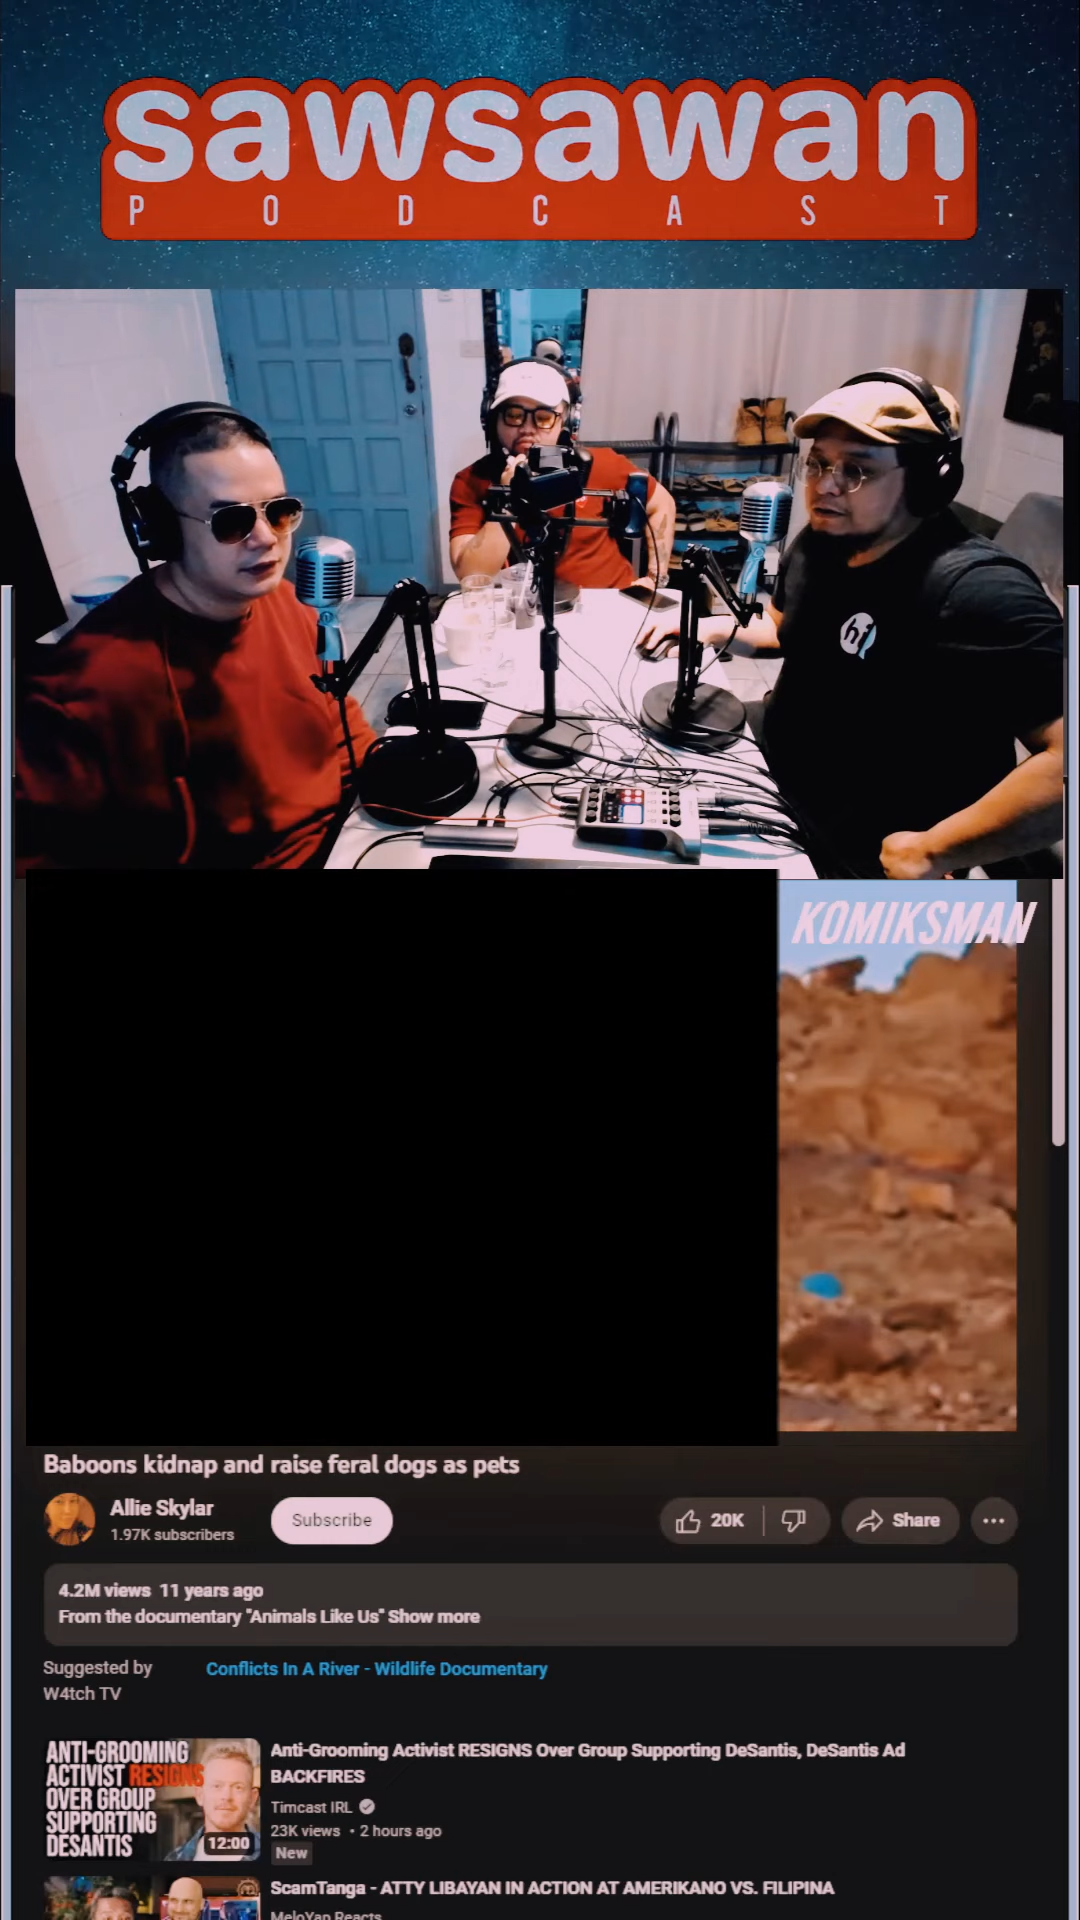 sawsawan
PODCAST
hi
KOMIKSMAN
Baboons kidnap and raise feral dogs as pets
Allie Skylar
1.97K subscribers
Subscribe
20K
Share
4.2M views 11 years ago
From the documentary "Animals Like Us" Show more
Suggested by
W4tch TV
Conflicts In A River - Wildlife Documentary
ANTI-GROOMING
ACTIVIST RESIGNS
OVER GROUP
SUPPORTING
DESANTIS
12:00
Anti-Grooming Activist RESIGNS Over Group Supporting DeSantis, DeSantis Ad
BACKFIRES
Timcast IRL
23K views • 2 hours ago
New
ScamTanga - ATTY LIBAYAN IN ACTION AT AMERIKANO VS. FILIPINA
MeloYap Reacts